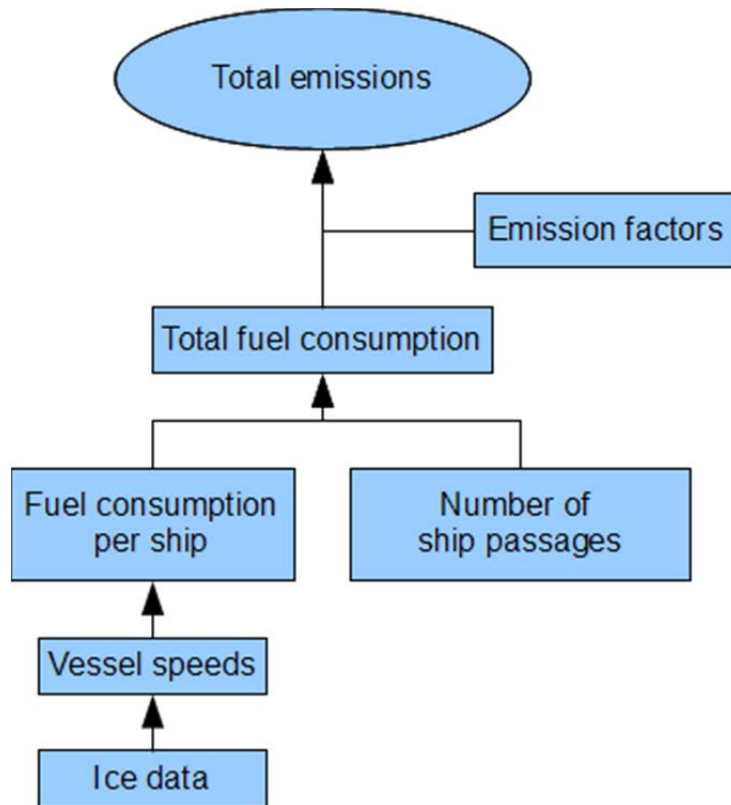 Total emissions
Emission factors
Total fuel consumption
Fuel consumption
per ship
Number of
ship passages
Vessel speeds
Ice data